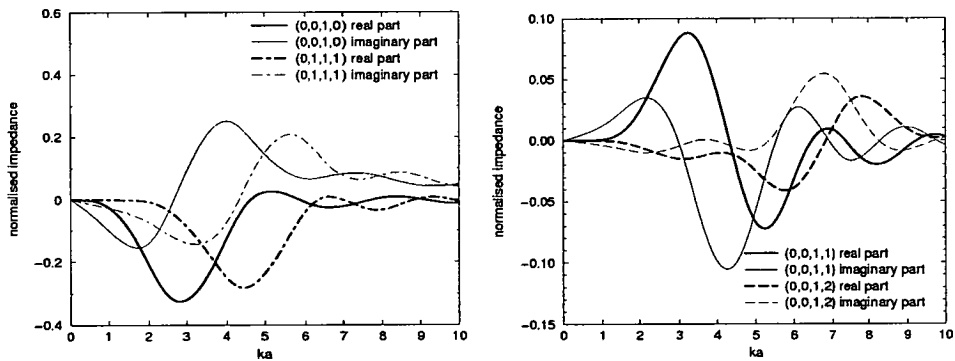 0.6
0.4
0.2
0
−0.2
−0.4
normalised impedance
(0,0,1,0) real part
(0,0,1,0) imaginary part
(0,1,1,1) real part
(0,1,1,1) imaginary part
0 1 2 3 4 5 6 7 8 9 10
ka
0.10
0.05
0.00
−0.05
−0.10
−0.15
normalised impedance
(0,0,1,1) real part
(0,0,1,1) imaginary part
(0,0,1,2) real part
(0,0,1,2) imaginary part
0 1 2 3 4 5 6 7 8 9 10
ka